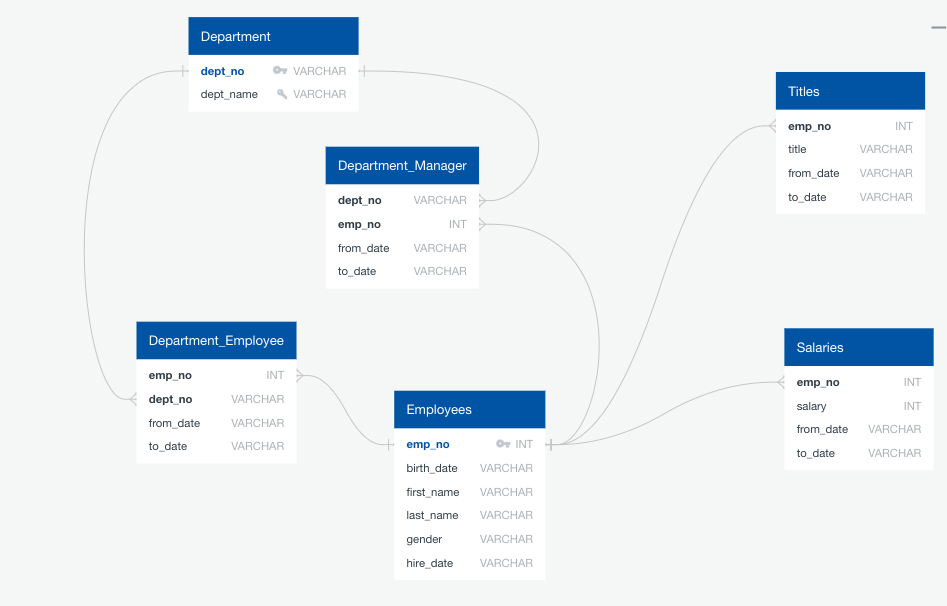 Department
dept_no VARCHAR
dept_name VARCHAR
Department_Manager
dept_no VARCHAR
emp_no INT
from_date VARCHAR
to_date VARCHAR
Titles
emp_no INT
title VARCHAR
from_date VARCHAR
to_date VARCHAR
Department_Employee
emp_no INT
dept_no VARCHAR
from_date VARCHAR
to_date VARCHAR
Employees
emp_no INT
birth_date VARCHAR
first_name VARCHAR
last_name VARCHAR
gender VARCHAR
hire_date VARCHAR
Salaries
emp_no INT
salary INT
from_date VARCHAR
to_date VARCHAR